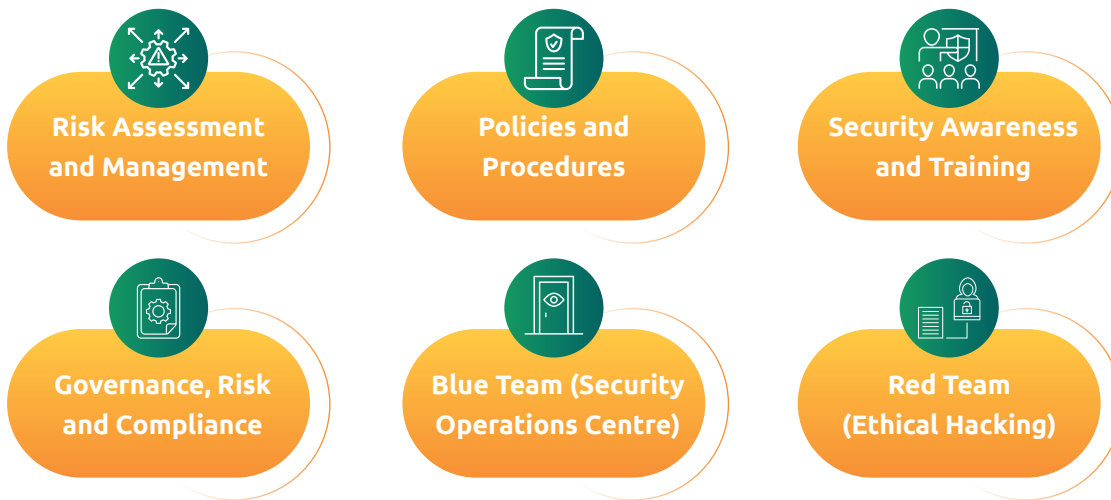 Risk Assessment
and Management
Policies and
Procedures
Security Awareness
and Training
Governance, Risk
and Compliance
Blue Team (Security
Operations Centre)
Red Team
(Ethical Hacking)